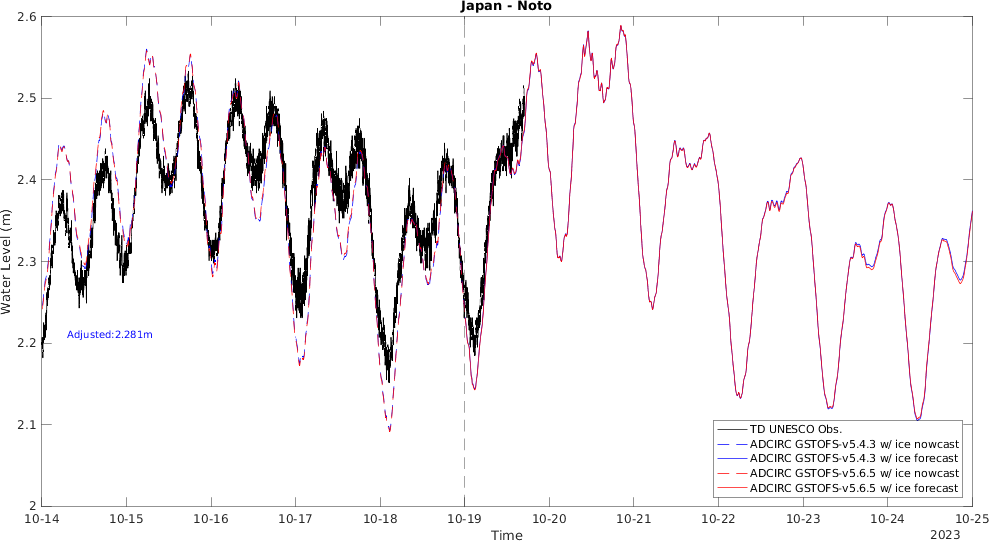 Japan - Noto
Water Level (m)
2.6
2.5
2.4
2.3
2.2
2.1
2
Adjusted:2.281m
TD UNESCO Obs.
ADCIRC GSTOFS-v5.4.3 w/ ice nowcast
ADCIRC GSTOFS-v5.4.3 w/ ice forecast
ADCIRC GSTOFS-v5.6.5 w/ ice nowcast
ADCIRC GSTOFS-v5.6.5 w/ ice forecast
10-14 10-15 10-16 10-17 10-18 10-19 10-20 10-21 10-22 10-23 10-24 10-25
Time
2023